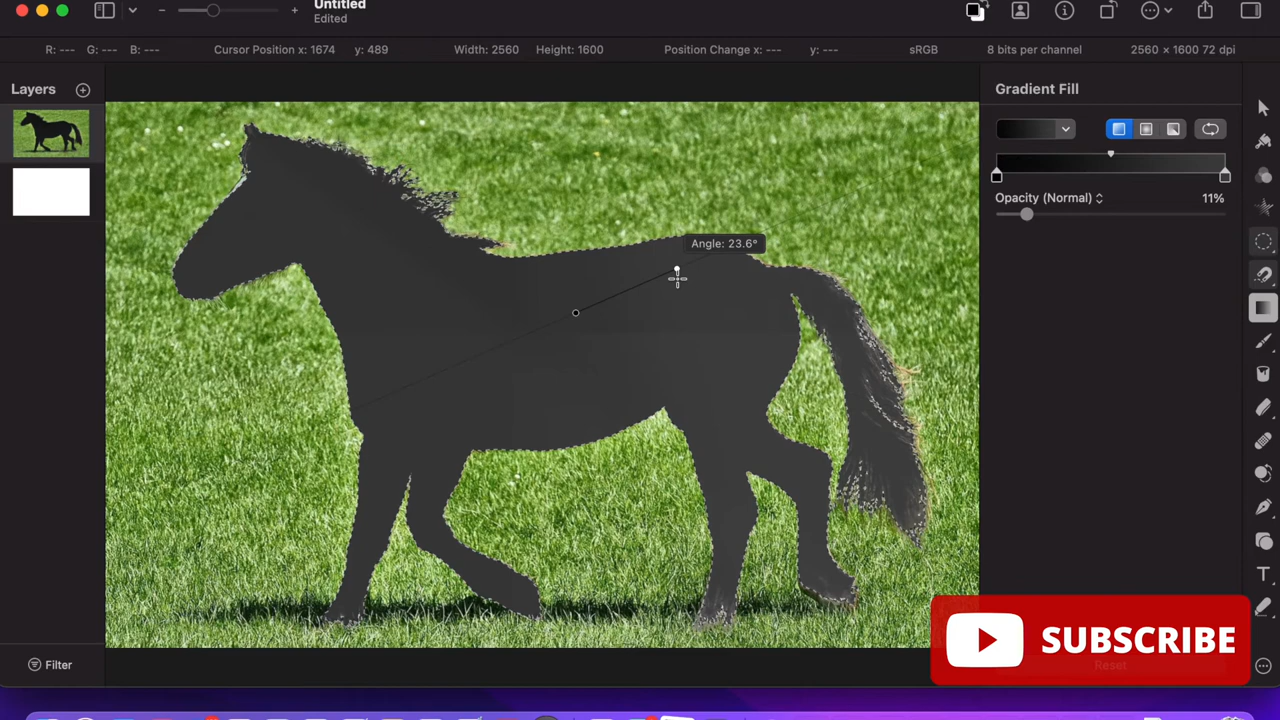 Untitled
Edited
R: --- G: --- B: --- Cursor Position x: 1674 y: 489 Width: 2560 Height: 1600 Position Change x: --- y: --- sRGB 8 bits per channel 2560 × 1600 72 dpi
Layers
Gradient Fill
Opacity (Normal) 11%
Angle: 23.6°
SUBSCRIBE
Filter
Reset